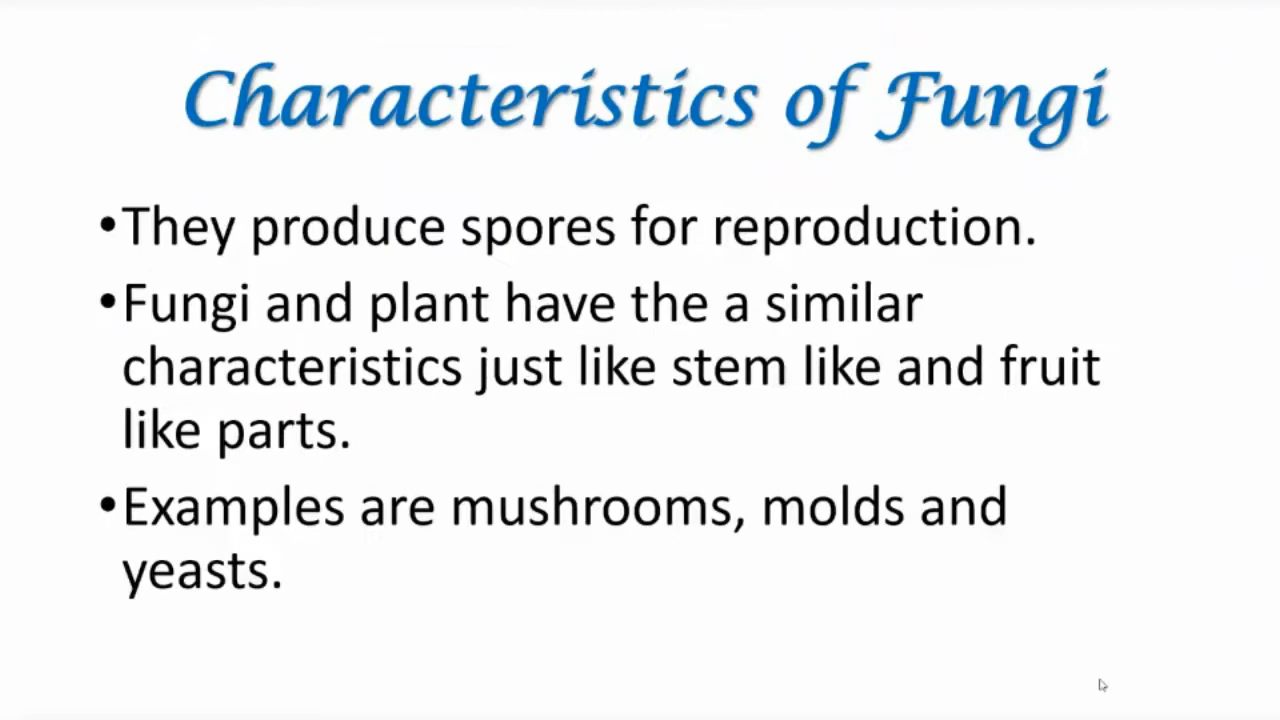 Characteristics of Fungi
•They produce spores for reproduction.
•Fungi and plant have the a similar
characteristics just like stem like and fruit
like parts.
•Examples are mushrooms, molds and
yeasts.